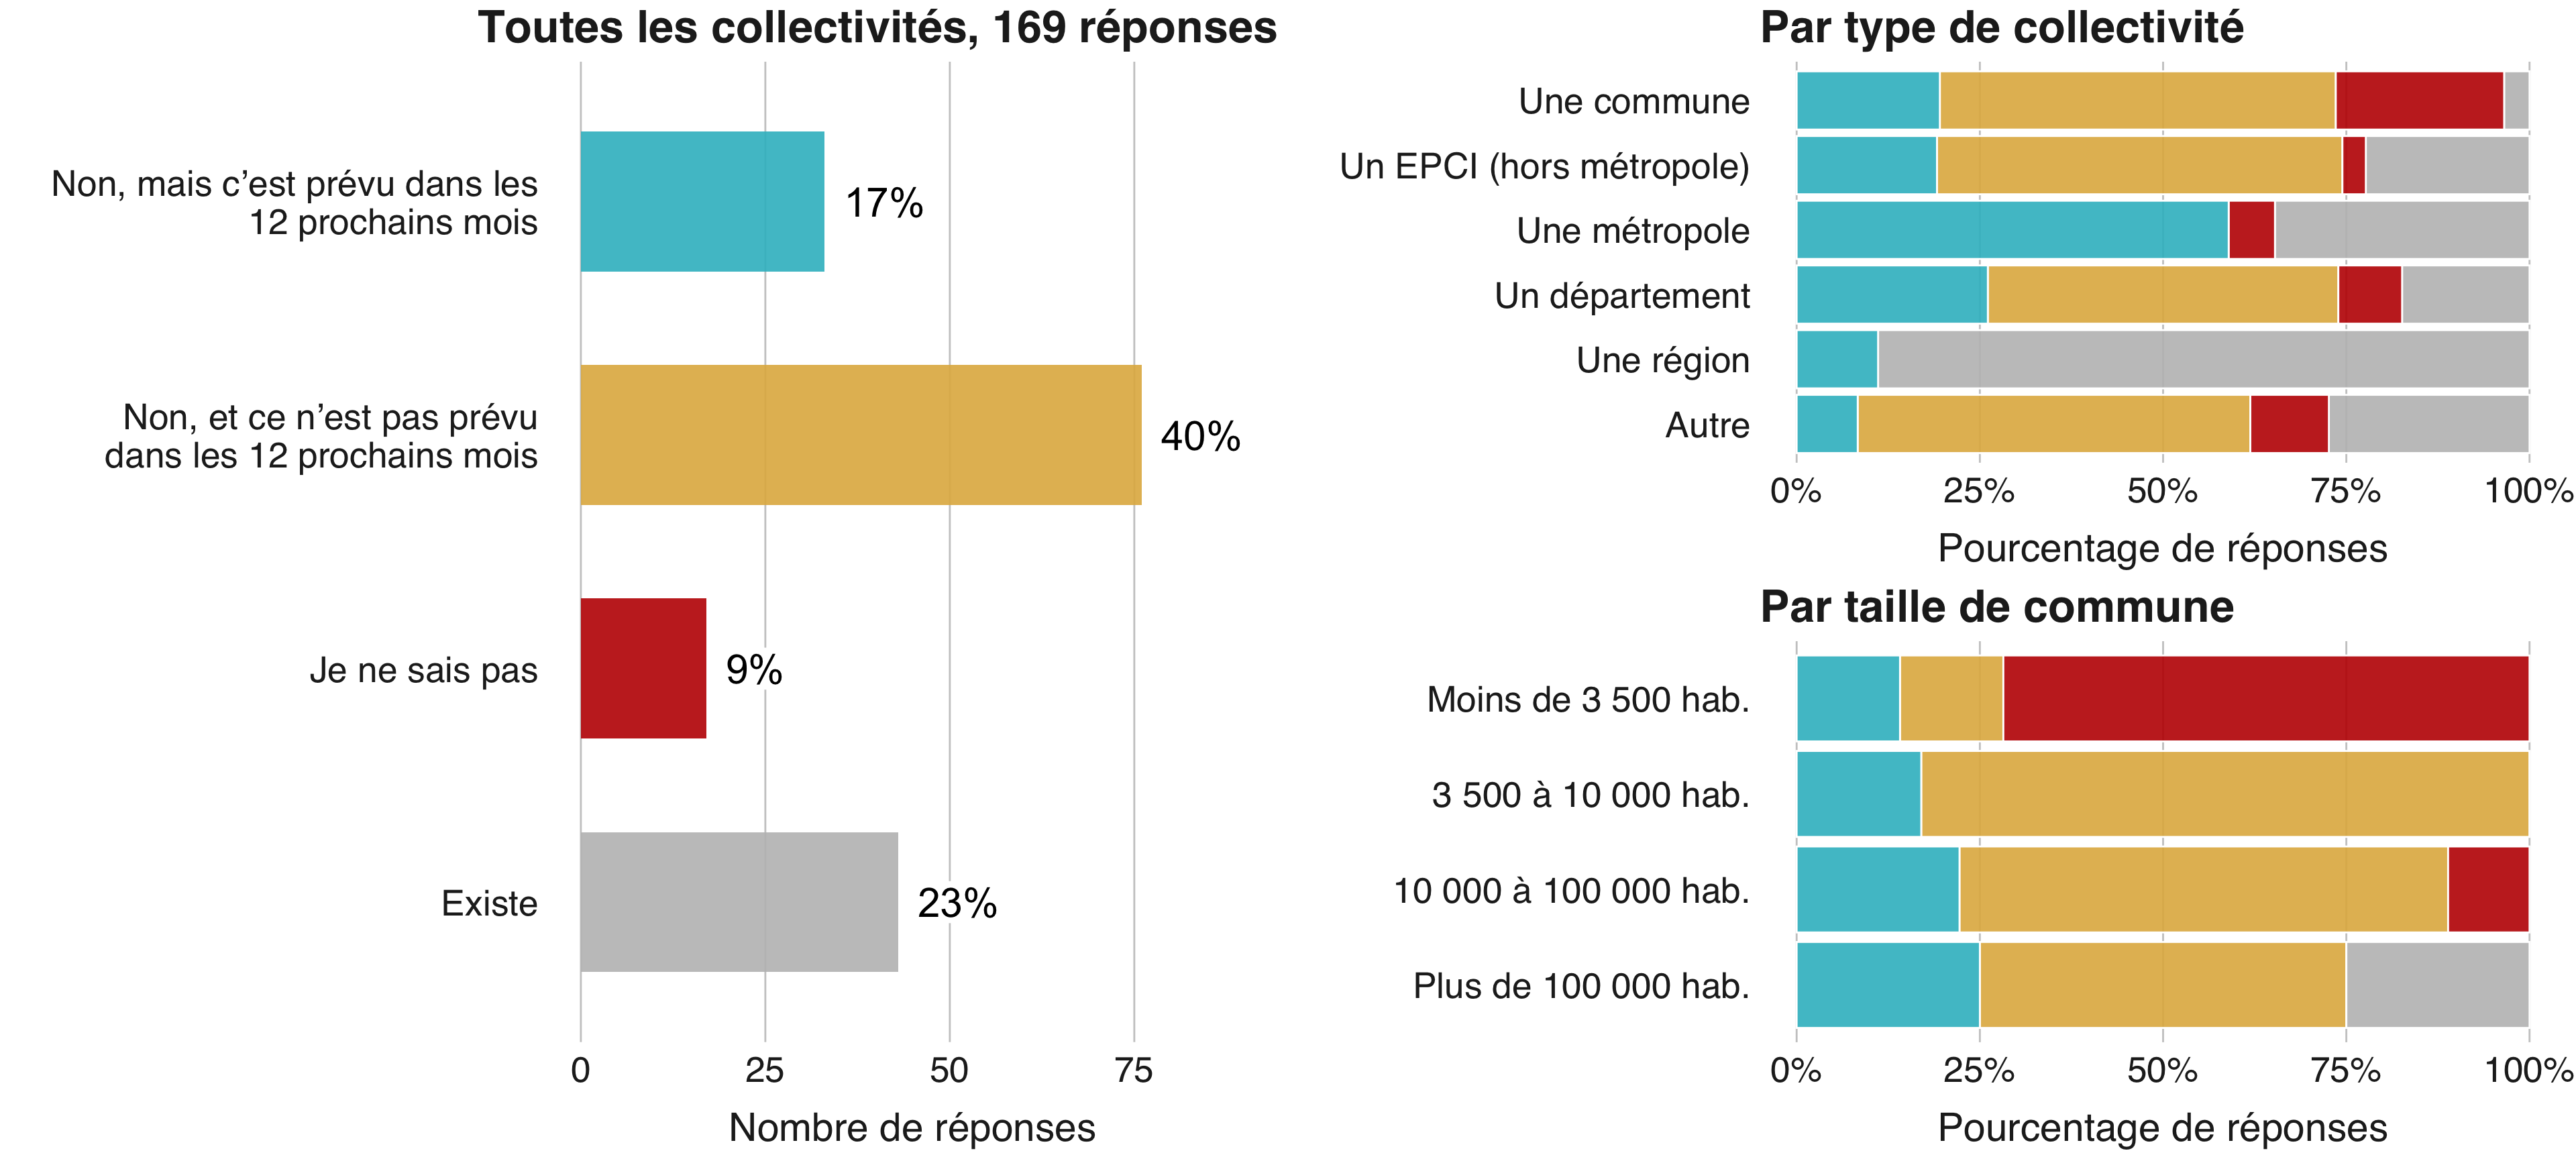 Toutes les collectivités, 169 réponses
Non, mais c’est prévu dans les
12 prochains mois
17%
Non, et ce n’est pas prévu
dans les 12 prochains mois
40%
Je ne sais pas
9%
Existe
23%
0 25 50 75
Nombre de réponses
Par type de collectivité
Une commune
Un EPCI (hors métropole)
Une métropole
Un département
Une région
Autre
0% 25% 50% 75% 100%
Pourcentage de réponses
Par taille de commune
Moins de 3 500 hab.
3 500 à 10 000 hab.
10 000 à 100 000 hab.
Plus de 100 000 hab.
0% 25% 50% 75% 100%
Pourcentage de réponses